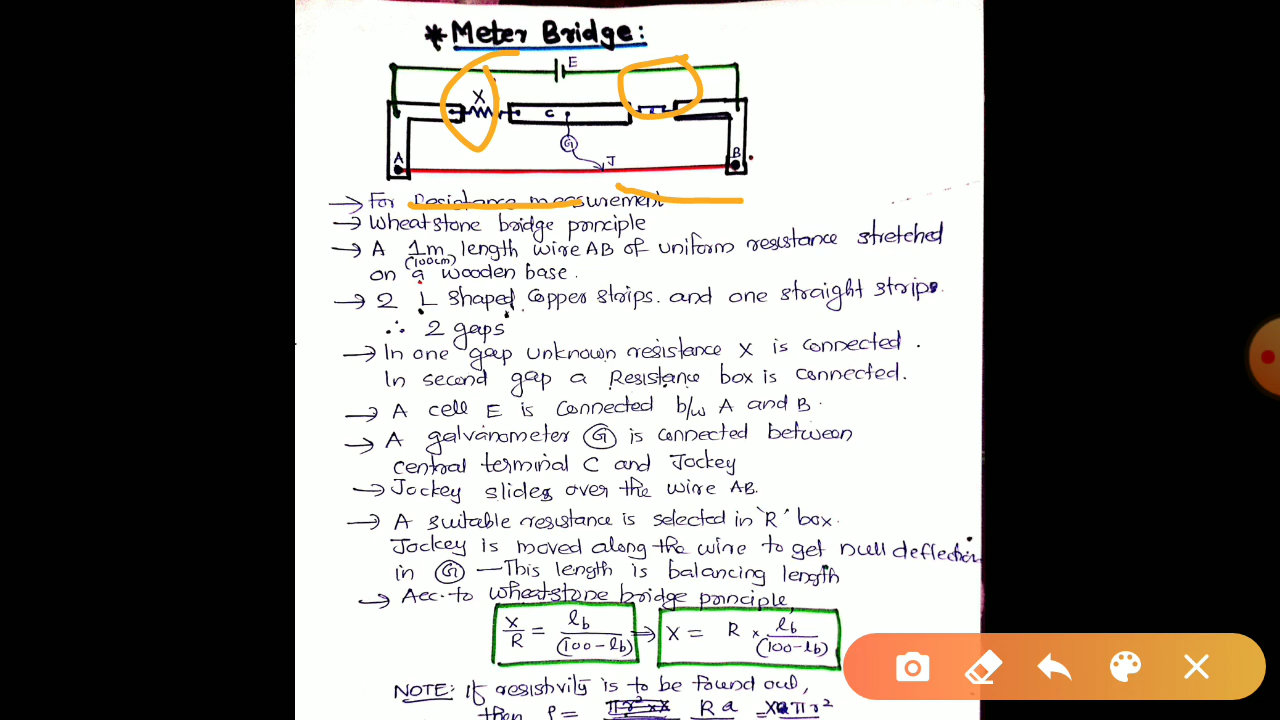 * Meter Bridge:
E
X
C
G
J
A
B
→ For Resistance measurement
→ Wheatstone bridge principle
→ A 1m length wire AB of uniform resistance stretched
(100cm)
on a wooden base.
→ 2 L shaped Copper strips. and one straight strip.
∴ 2 gaps
→ In one gap unknown resistance X is connected.
In second gap a Resistance box is connected.
→ A cell E is connected b/w A and B.
→ A galvanometer G is connected between
central terminal C and Jockey
→ Jockey slides over the wire AB.
→ A suitable resistance is selected in 'R' box.
Jockey is moved along the wire to get null deflection
in G — This length is balancing length
→ Acc. to wheatstone bridge principle,
X/R = lb/(100-lb) ⇒ X = R × lb/(100-lb)
NOTE: If resistvity is to be found out,
then ρ =